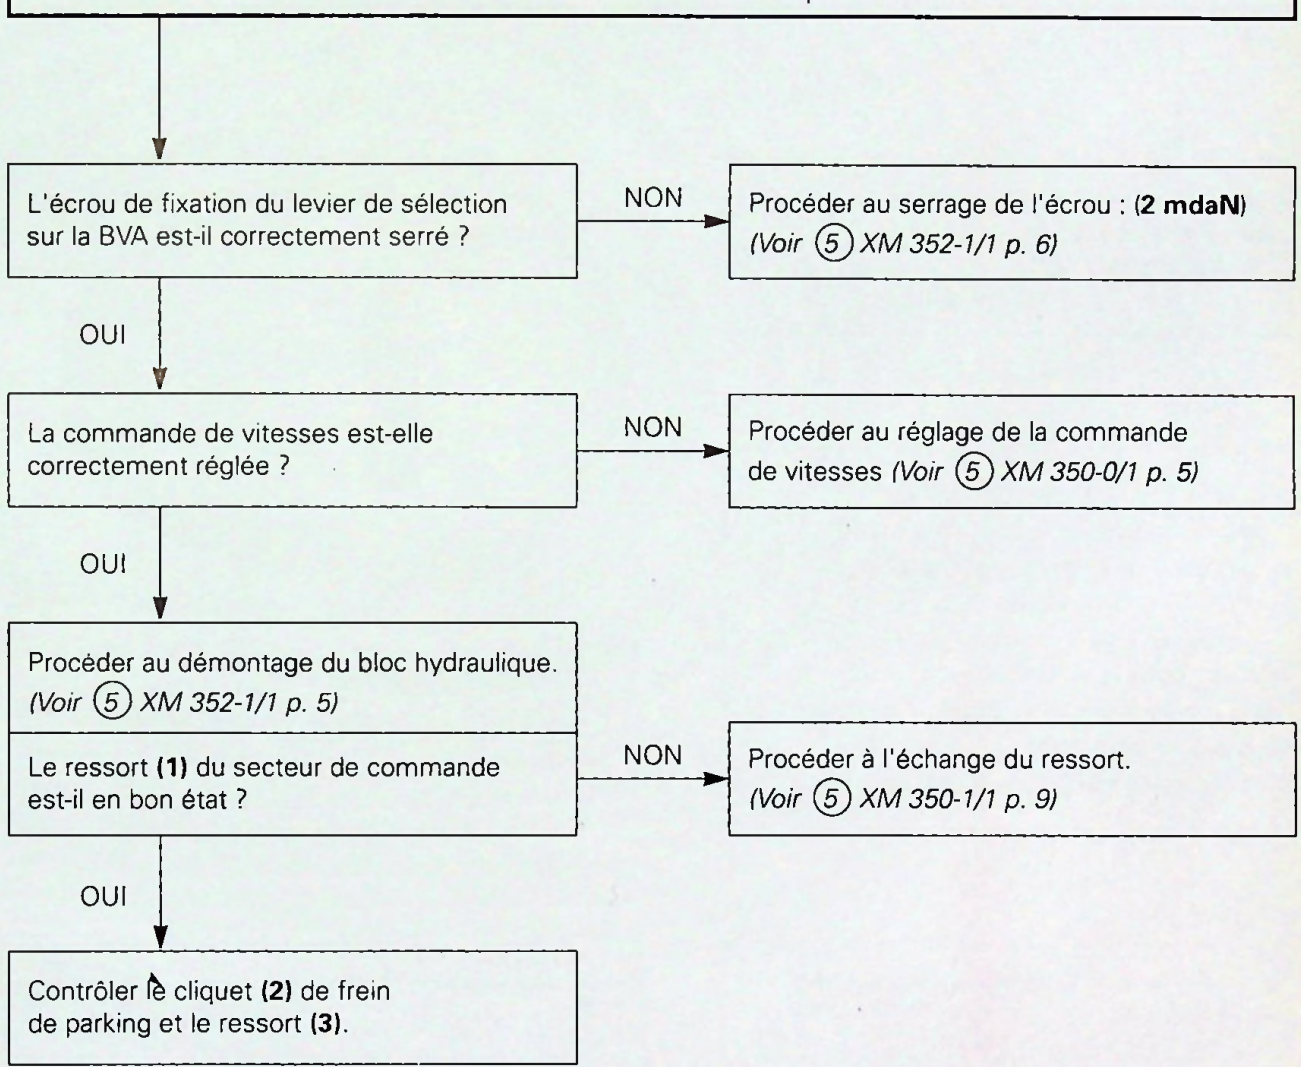 L'écrou de fixation du levier de sélection
sur la BVA est-il correctement serré ?
NON
Procéder au serrage de l'écrou : (2 mdaN)
(Voir 5 XM 352-1/1 p. 6)
OUI
La commande de vitesses est-elle
correctement réglée ?
NON
Procéder au réglage de la commande
de vitesses (Voir 5 XM 350-0/1 p. 5)
OUI
Procéder au démontage du bloc hydraulique.
(Voir 5 XM 352-1/1 p. 5)
Le ressort (1) du secteur de commande
est-il en bon état ?
NON
Procéder à l'échange du ressort.
(Voir 5 XM 350-1/1 p. 9)
OUI
Contrôler le cliquet (2) de frein
de parking et le ressort (3).